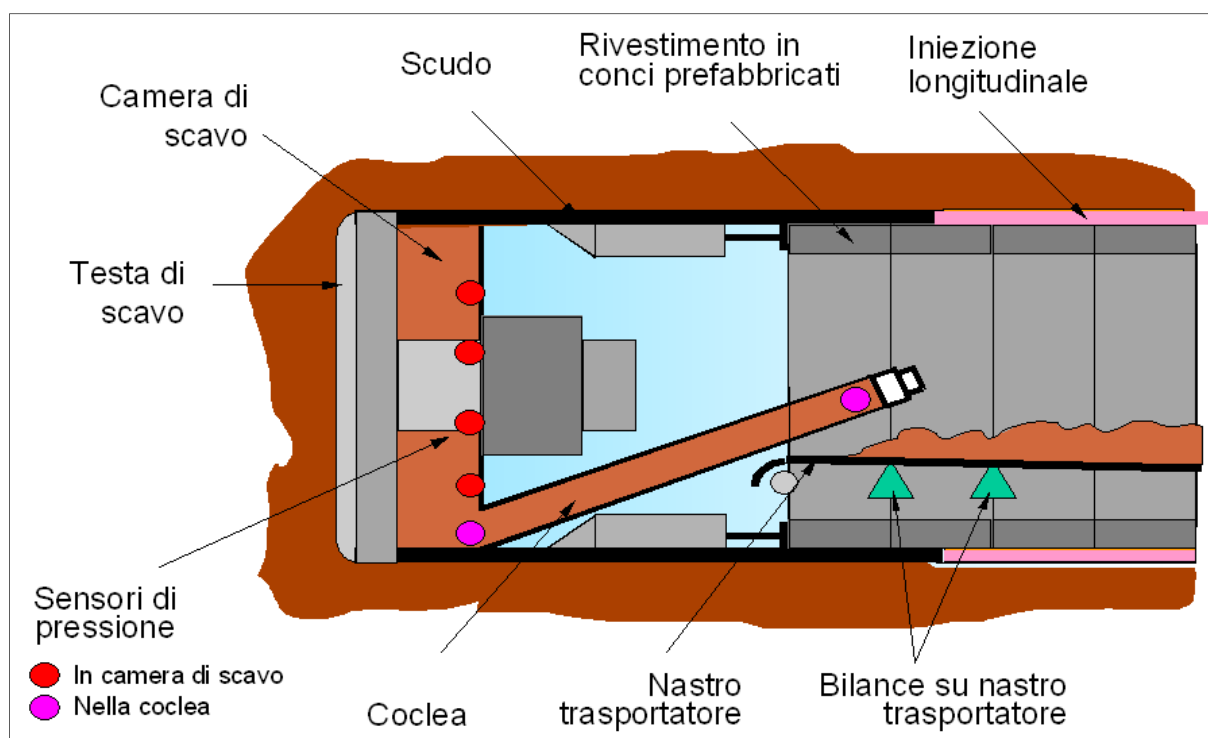 Camera di
scavo
Scudo
Rivestimento in
conci prefabbricati
Iniezione
longitudinale
Testa di
scavo
Sensori di
pressione
In camera di scavo
Nella coclea
Coclea
Nastro
trasportatore
Bilance su nastro
trasportatore